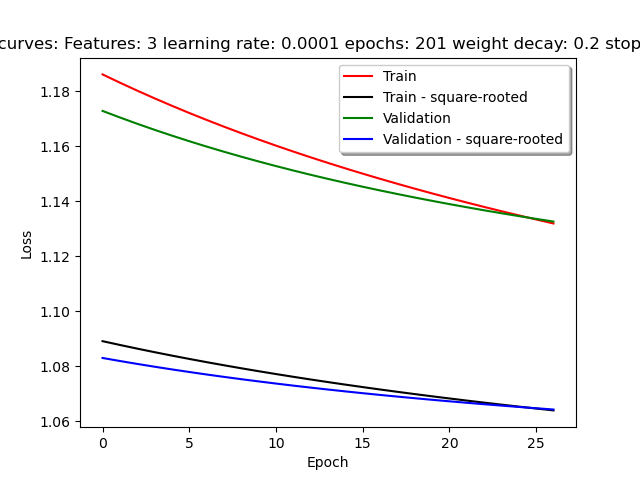 curves: Features: 3 learning rate: 0.0001 epochs: 201 weight decay: 0.2 stop
Train
Train - square-rooted
Validation
Validation - square-rooted
1.18
1.16
1.14
1.12
1.10
1.08
1.06
Loss
0 5 10 15 20 25
Epoch